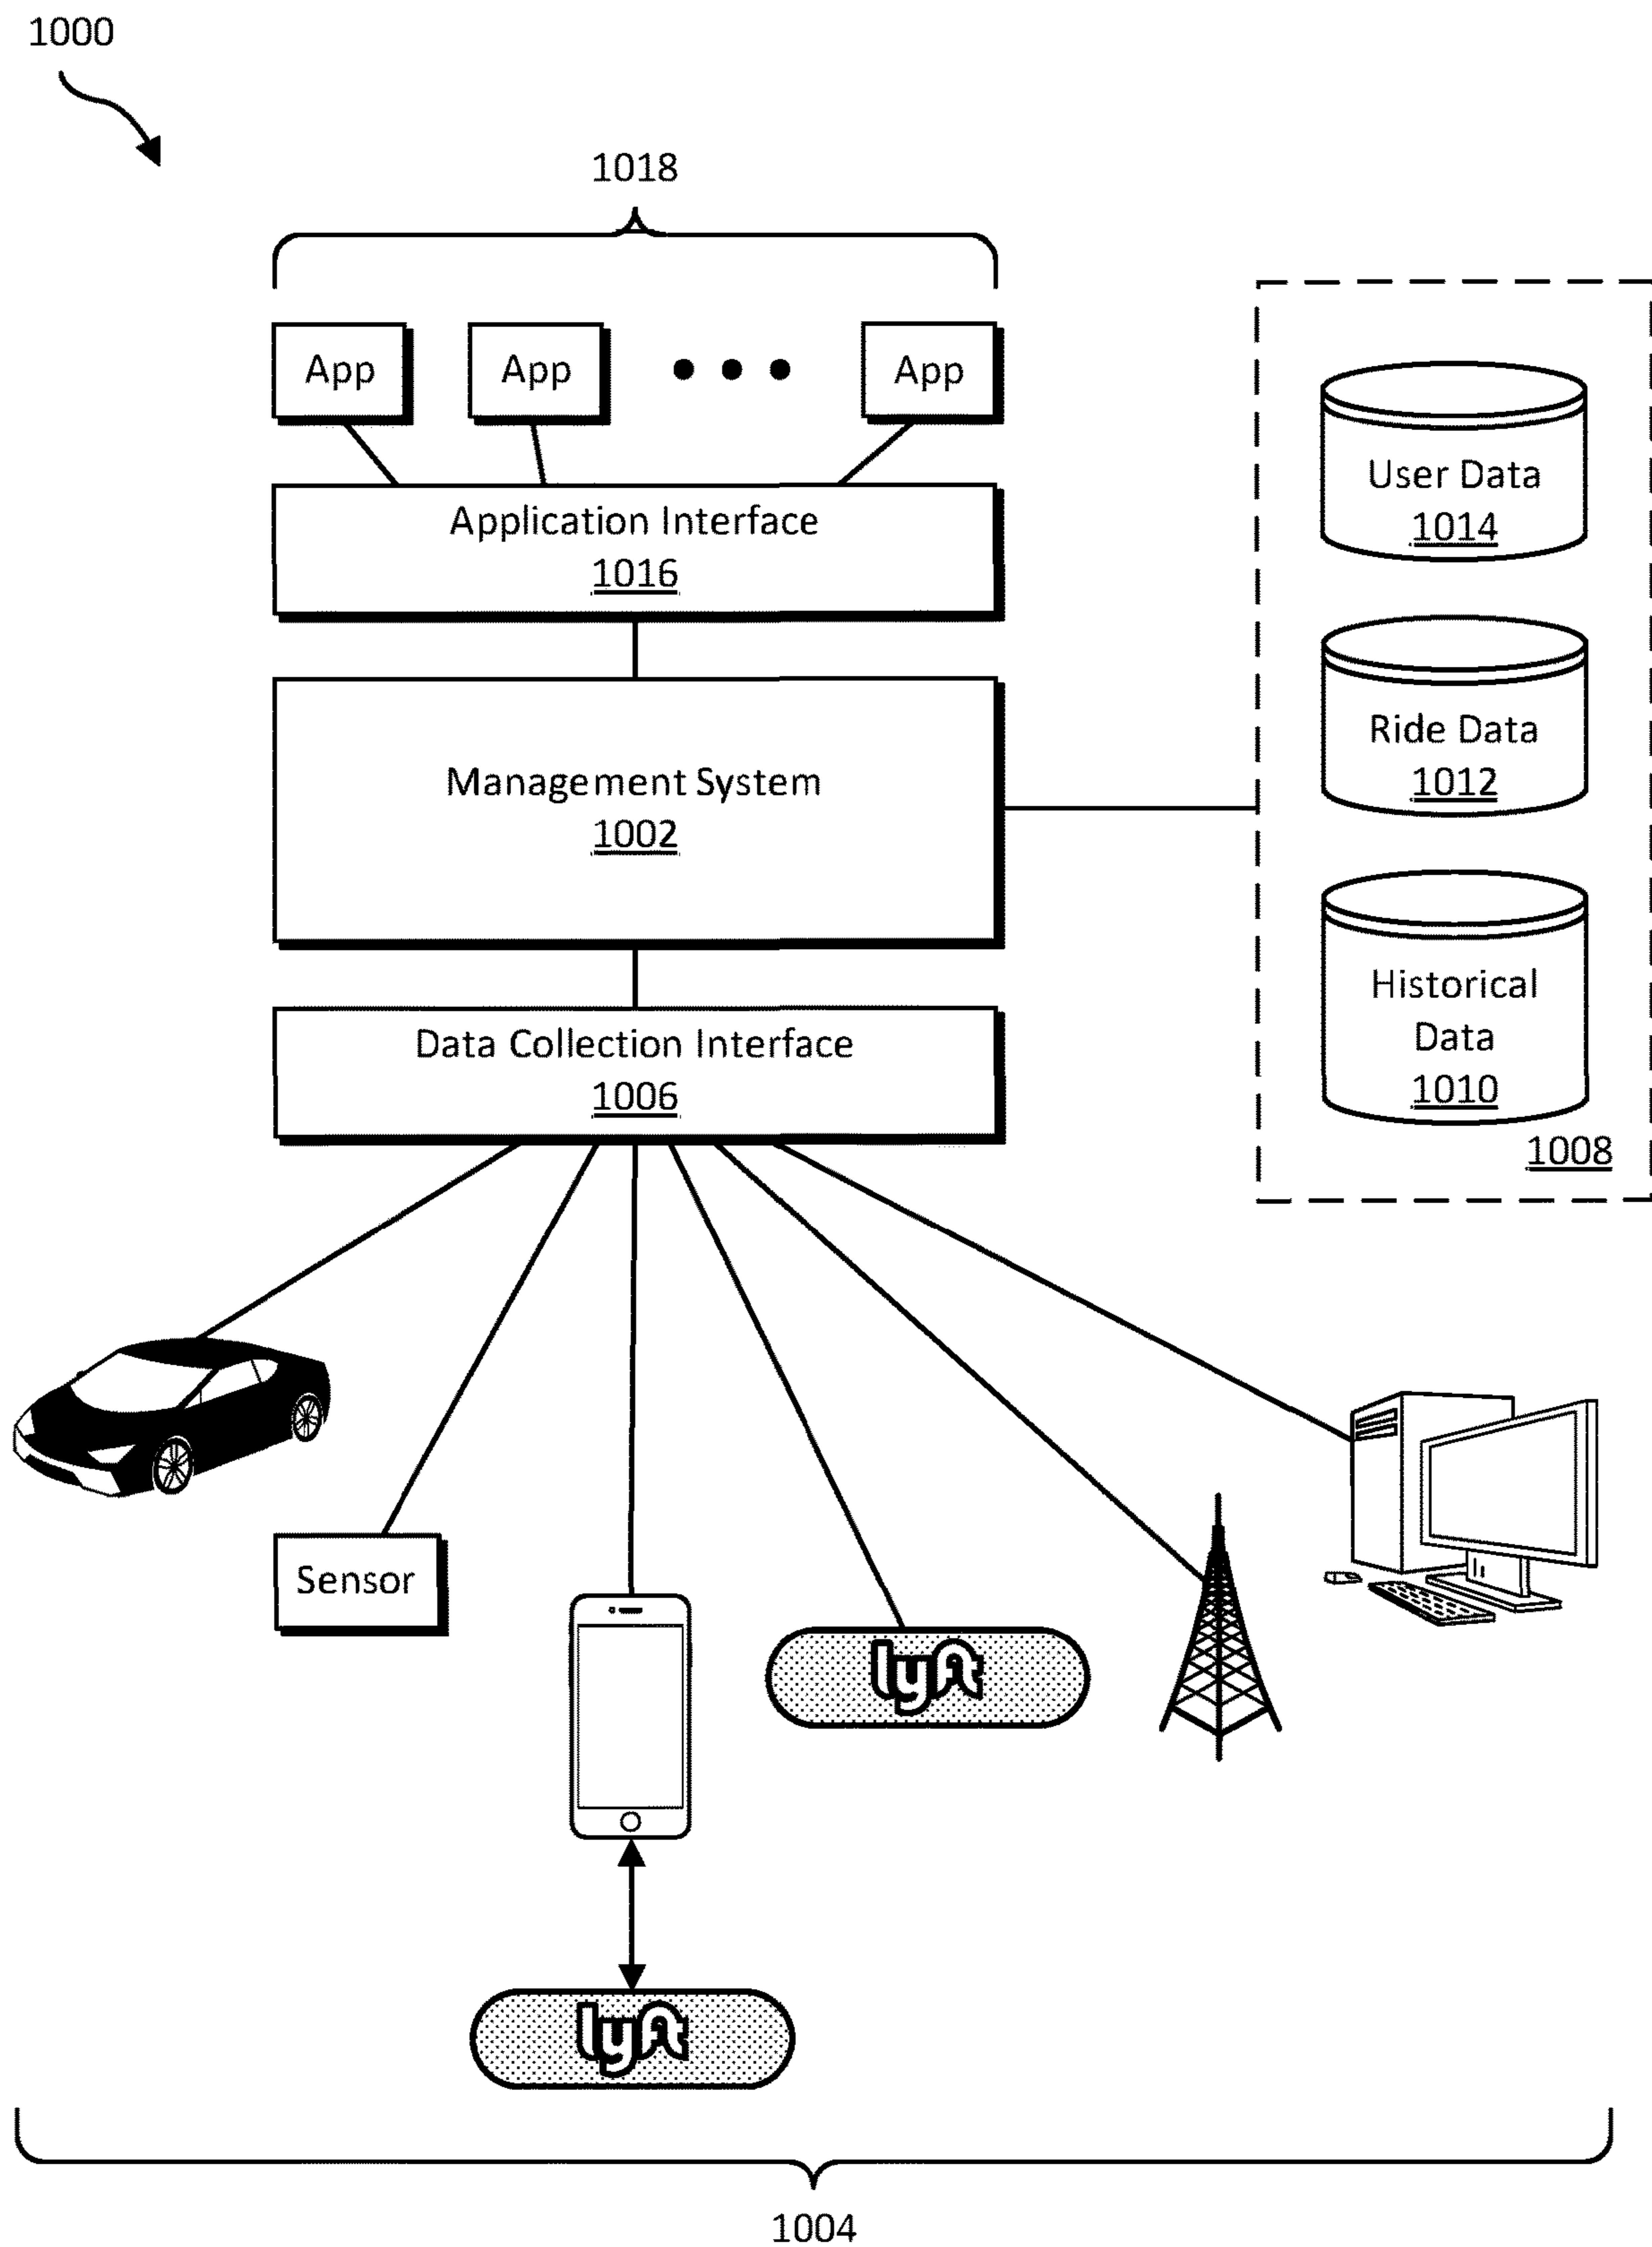 1000
1018
App
App
App
Application Interface
1016
Management System
1002
Data Collection Interface
1006
User Data
1014
Ride Data
1012
Historical
Data
1010
1008
Sensor
lyft
lyft
1004